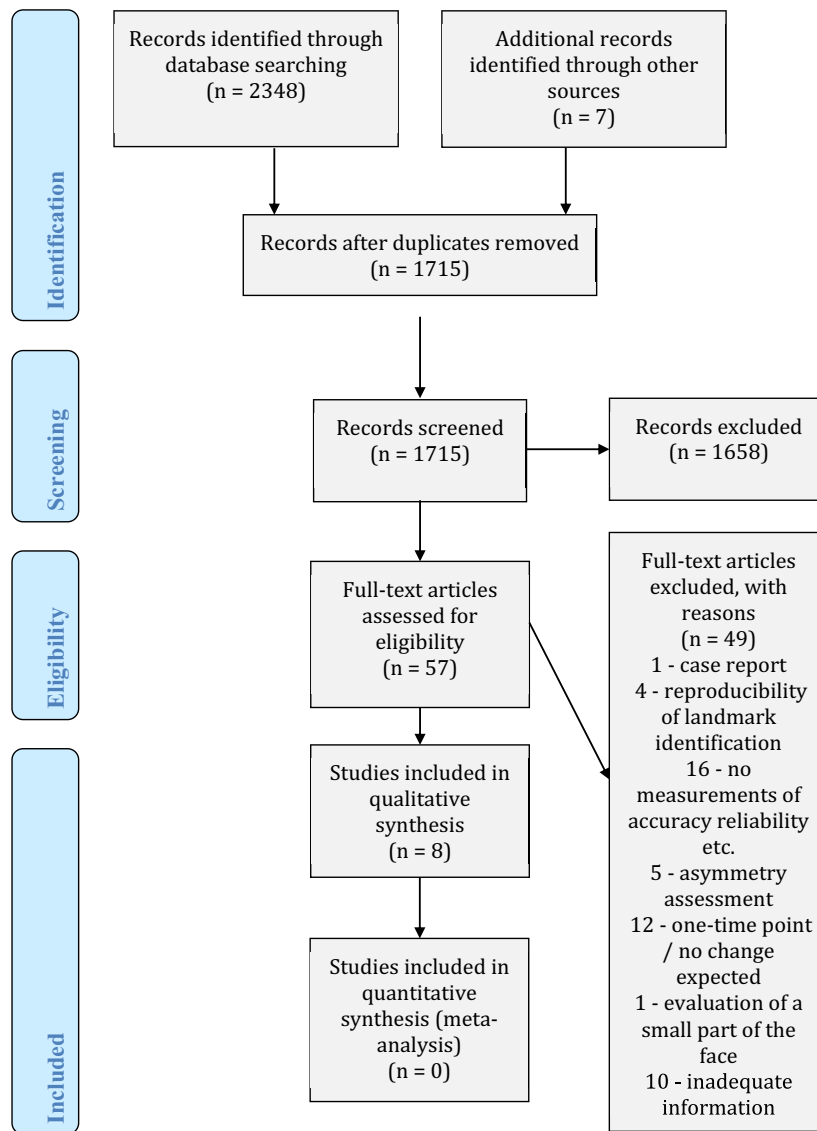 Identification
Records identified through
database searching
(n = 2348)
Additional records
identified through other
sources
(n = 7)
Records after duplicates removed
(n = 1715)
Screening
Records screened
(n = 1715)
Records excluded
(n = 1658)
Eligibility
Full-text articles
assessed for
eligibility
(n = 57)
Full-text articles
excluded, with
reasons
(n = 49)
1 - case report
4 - reproducibility
of landmark
identification
16 - no
measurements of
accuracy reliability
etc.
5 - asymmetry
assessment
12 - one-time point
/ no change
expected
1 - evaluation of a
small part of the
face
10 - inadequate
information
Included
Studies included in
qualitative
synthesis
(n = 8)
Studies included in
quantitative
synthesis (meta-
analysis)
(n = 0)